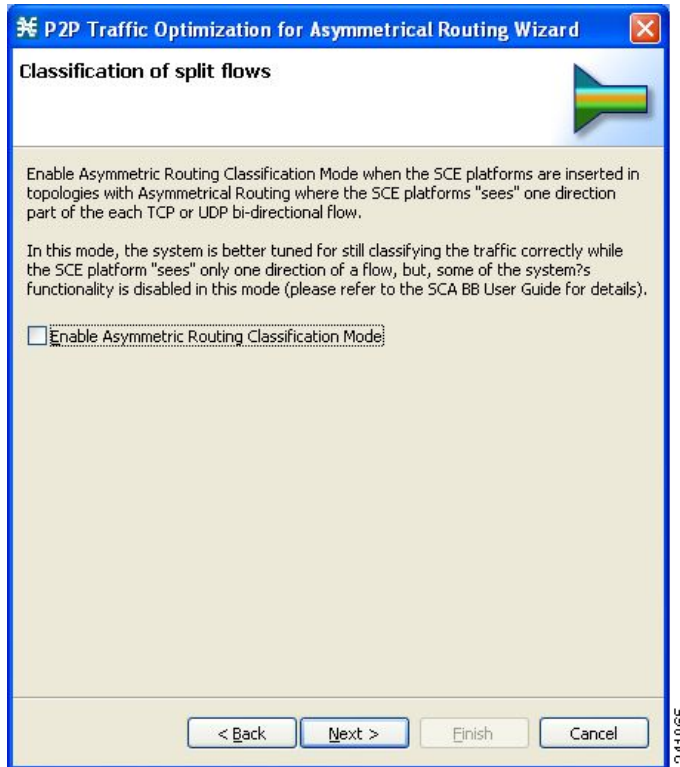 P2P Traffic Optimization for Asymmetrical Routing Wizard
Classification of split flows
Enable Asymmetric Routing Classification Mode when the SCE platforms are inserted in
topologies with Asymmetrical Routing where the SCE platforms "sees" one direction
part of the each TCP or UDP bi-directional flow.
In this mode, the system is better tuned for still classifying the traffic correctly while
the SCE platform "sees" only one direction of a flow, but, some of the system?s
functionality is disabled in this mode (please refer to the SCA BB User Guide for details).
Enable Asymmetric Routing Classification Mode
< Back Next > Finish Cancel
241965